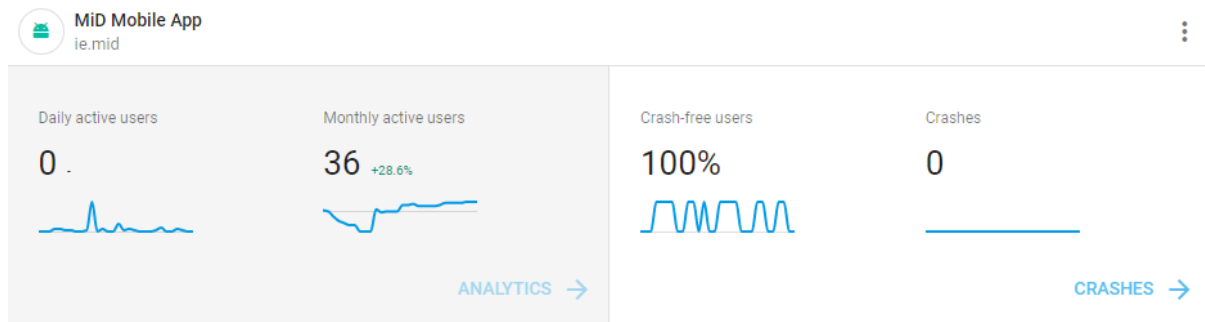 MiD Mobile App
ie.mid
Daily active users
0 -
Monthly active users
36 +28.6%
Crash-free users
100%
Crashes
0
ANALYTICS
CRASHES